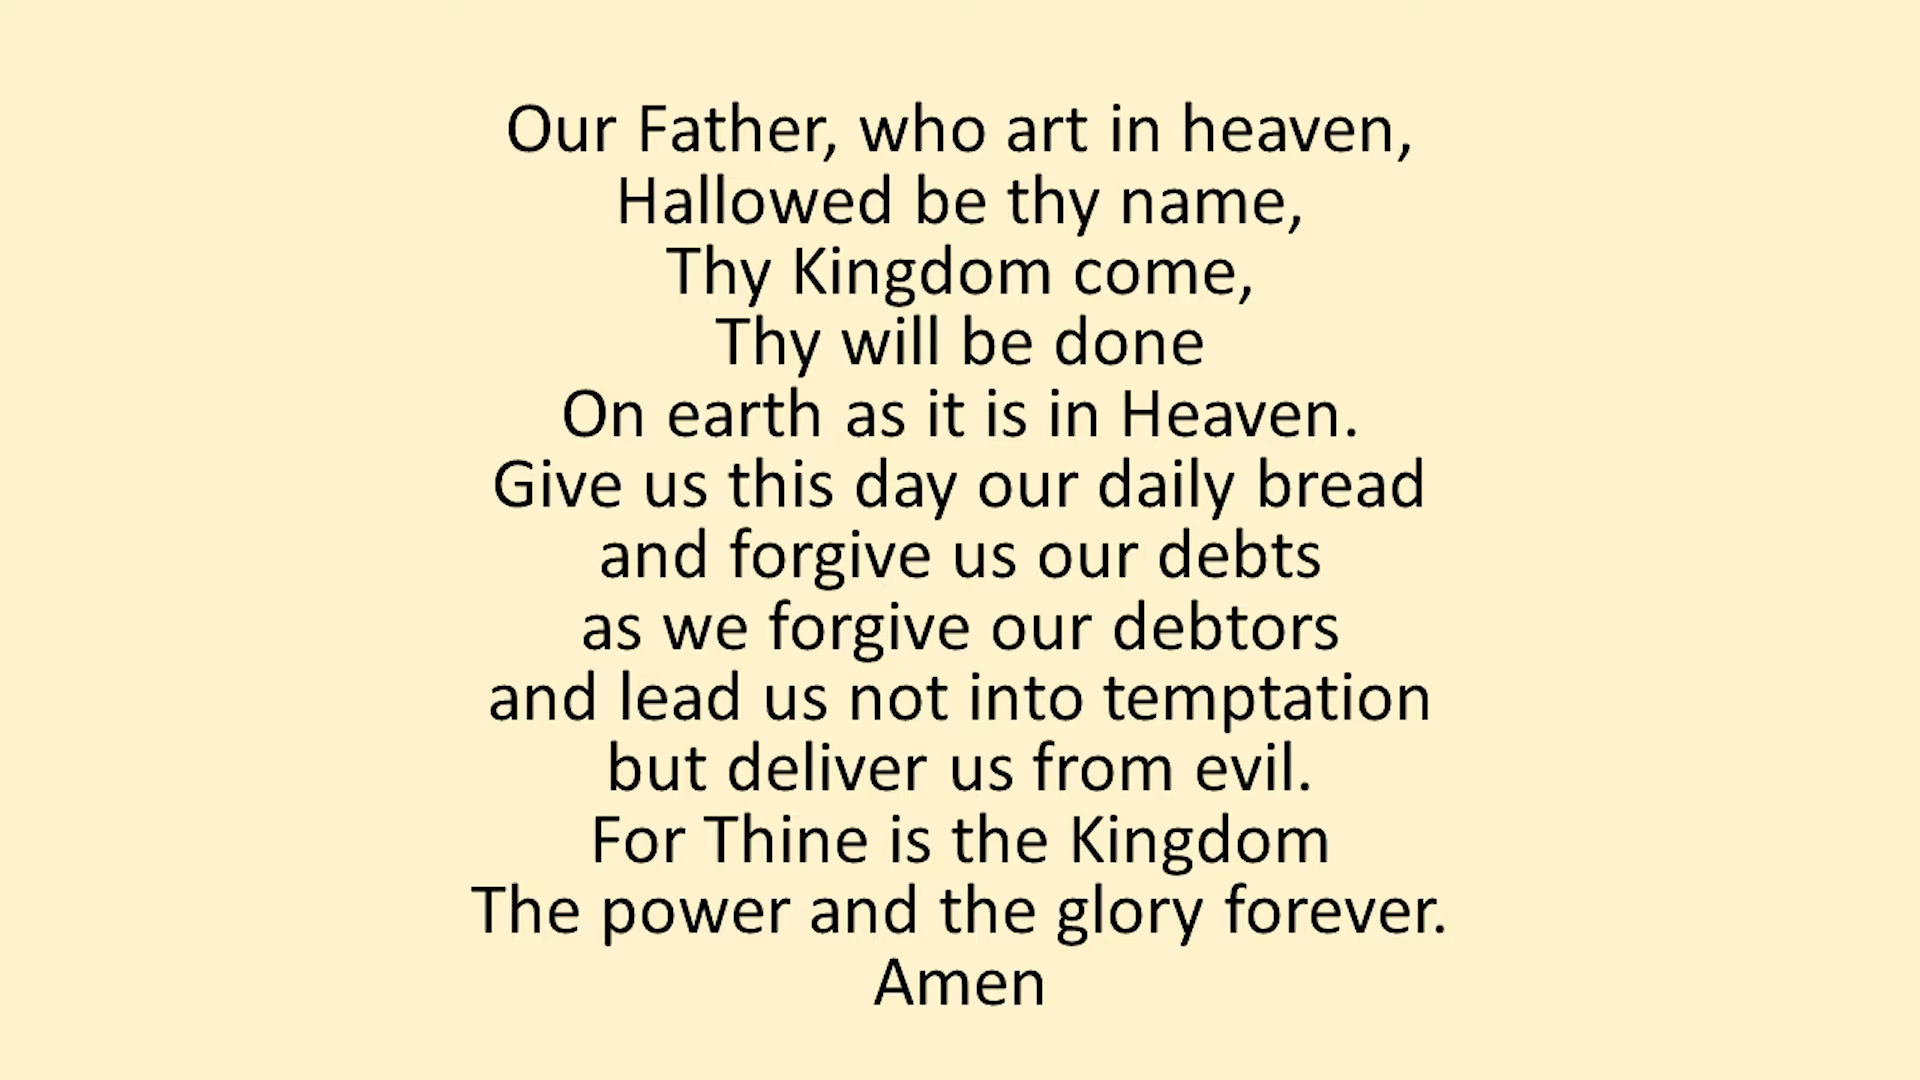 Our Father, who art in heaven,
Hallowed be thy name,
Thy Kingdom come,
Thy will be done
On earth as it is in Heaven.
Give us this day our daily bread
and forgive us our debts
as we forgive our debtors
and lead us not into temptation
but deliver us from evil.
For Thine is the Kingdom
The power and the glory forever.
Amen